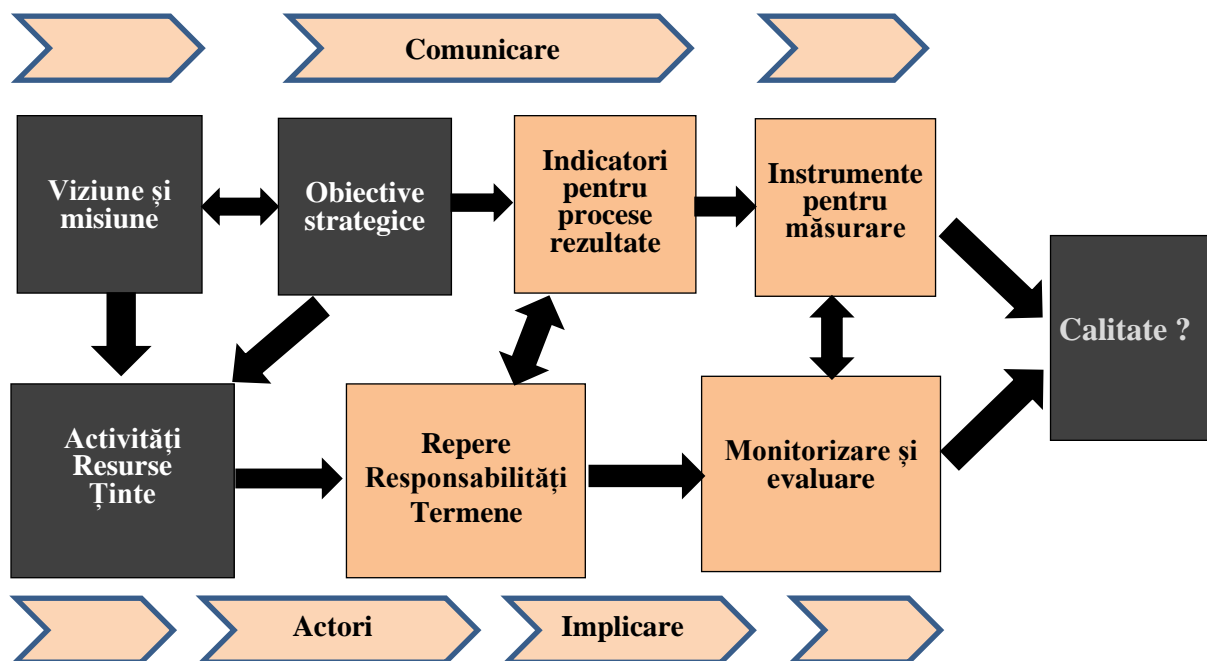 Comunicare
Viziune și
misiune
Obiective
strategice
Indicatori
pentru
procese
rezultate
Instrumente
pentru
măsurare
Calitate ?
Activități
Resurse
Ținte
Repere
Responsabilități
Termene
Monitorizare și
evaluare
Actori
Implicare